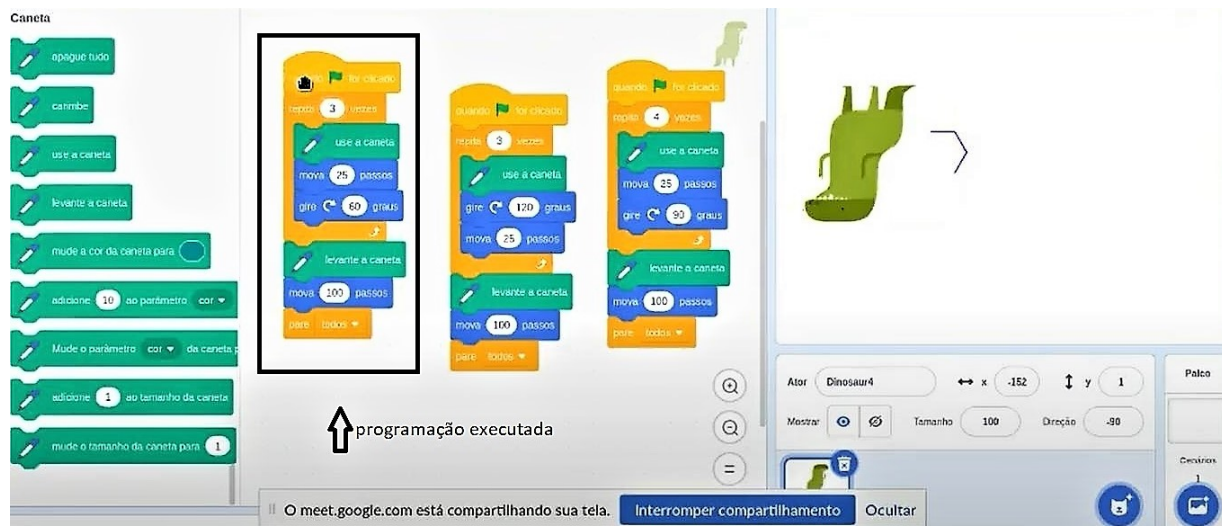 Caneta
apague tudo
carimbe
use a caneta
levante a caneta
mude a cor da caneta para
adicione 10 ao parâmetro cor
Mude o parâmetro cor da caneta p
adicione 1 ao tamanho da caneta
mude o tamanho da caneta para 1
for clicado
repita 3 vezes
use a caneta
mova 25 passos
gire 60 graus
levante a caneta
mova 100 passos
pare todos
quando for clicado
repita 3 vezes
use a caneta
gire 120 graus
mova 25 passos
levante a caneta
mova 100 passos
pare todos
quando for clicado
repita 4 vezes
use a caneta
mova 25 passos
gire 90 graus
levante a caneta
mova 100 passos
pare todos
programação executada
Ator Dinosaur4 x -152 y 1
Mostrar Tamanho 100 Direção -90
Palco
Cenários
1
O meet.google.com está compartilhando sua tela. Interromper compartilhamento Ocultar